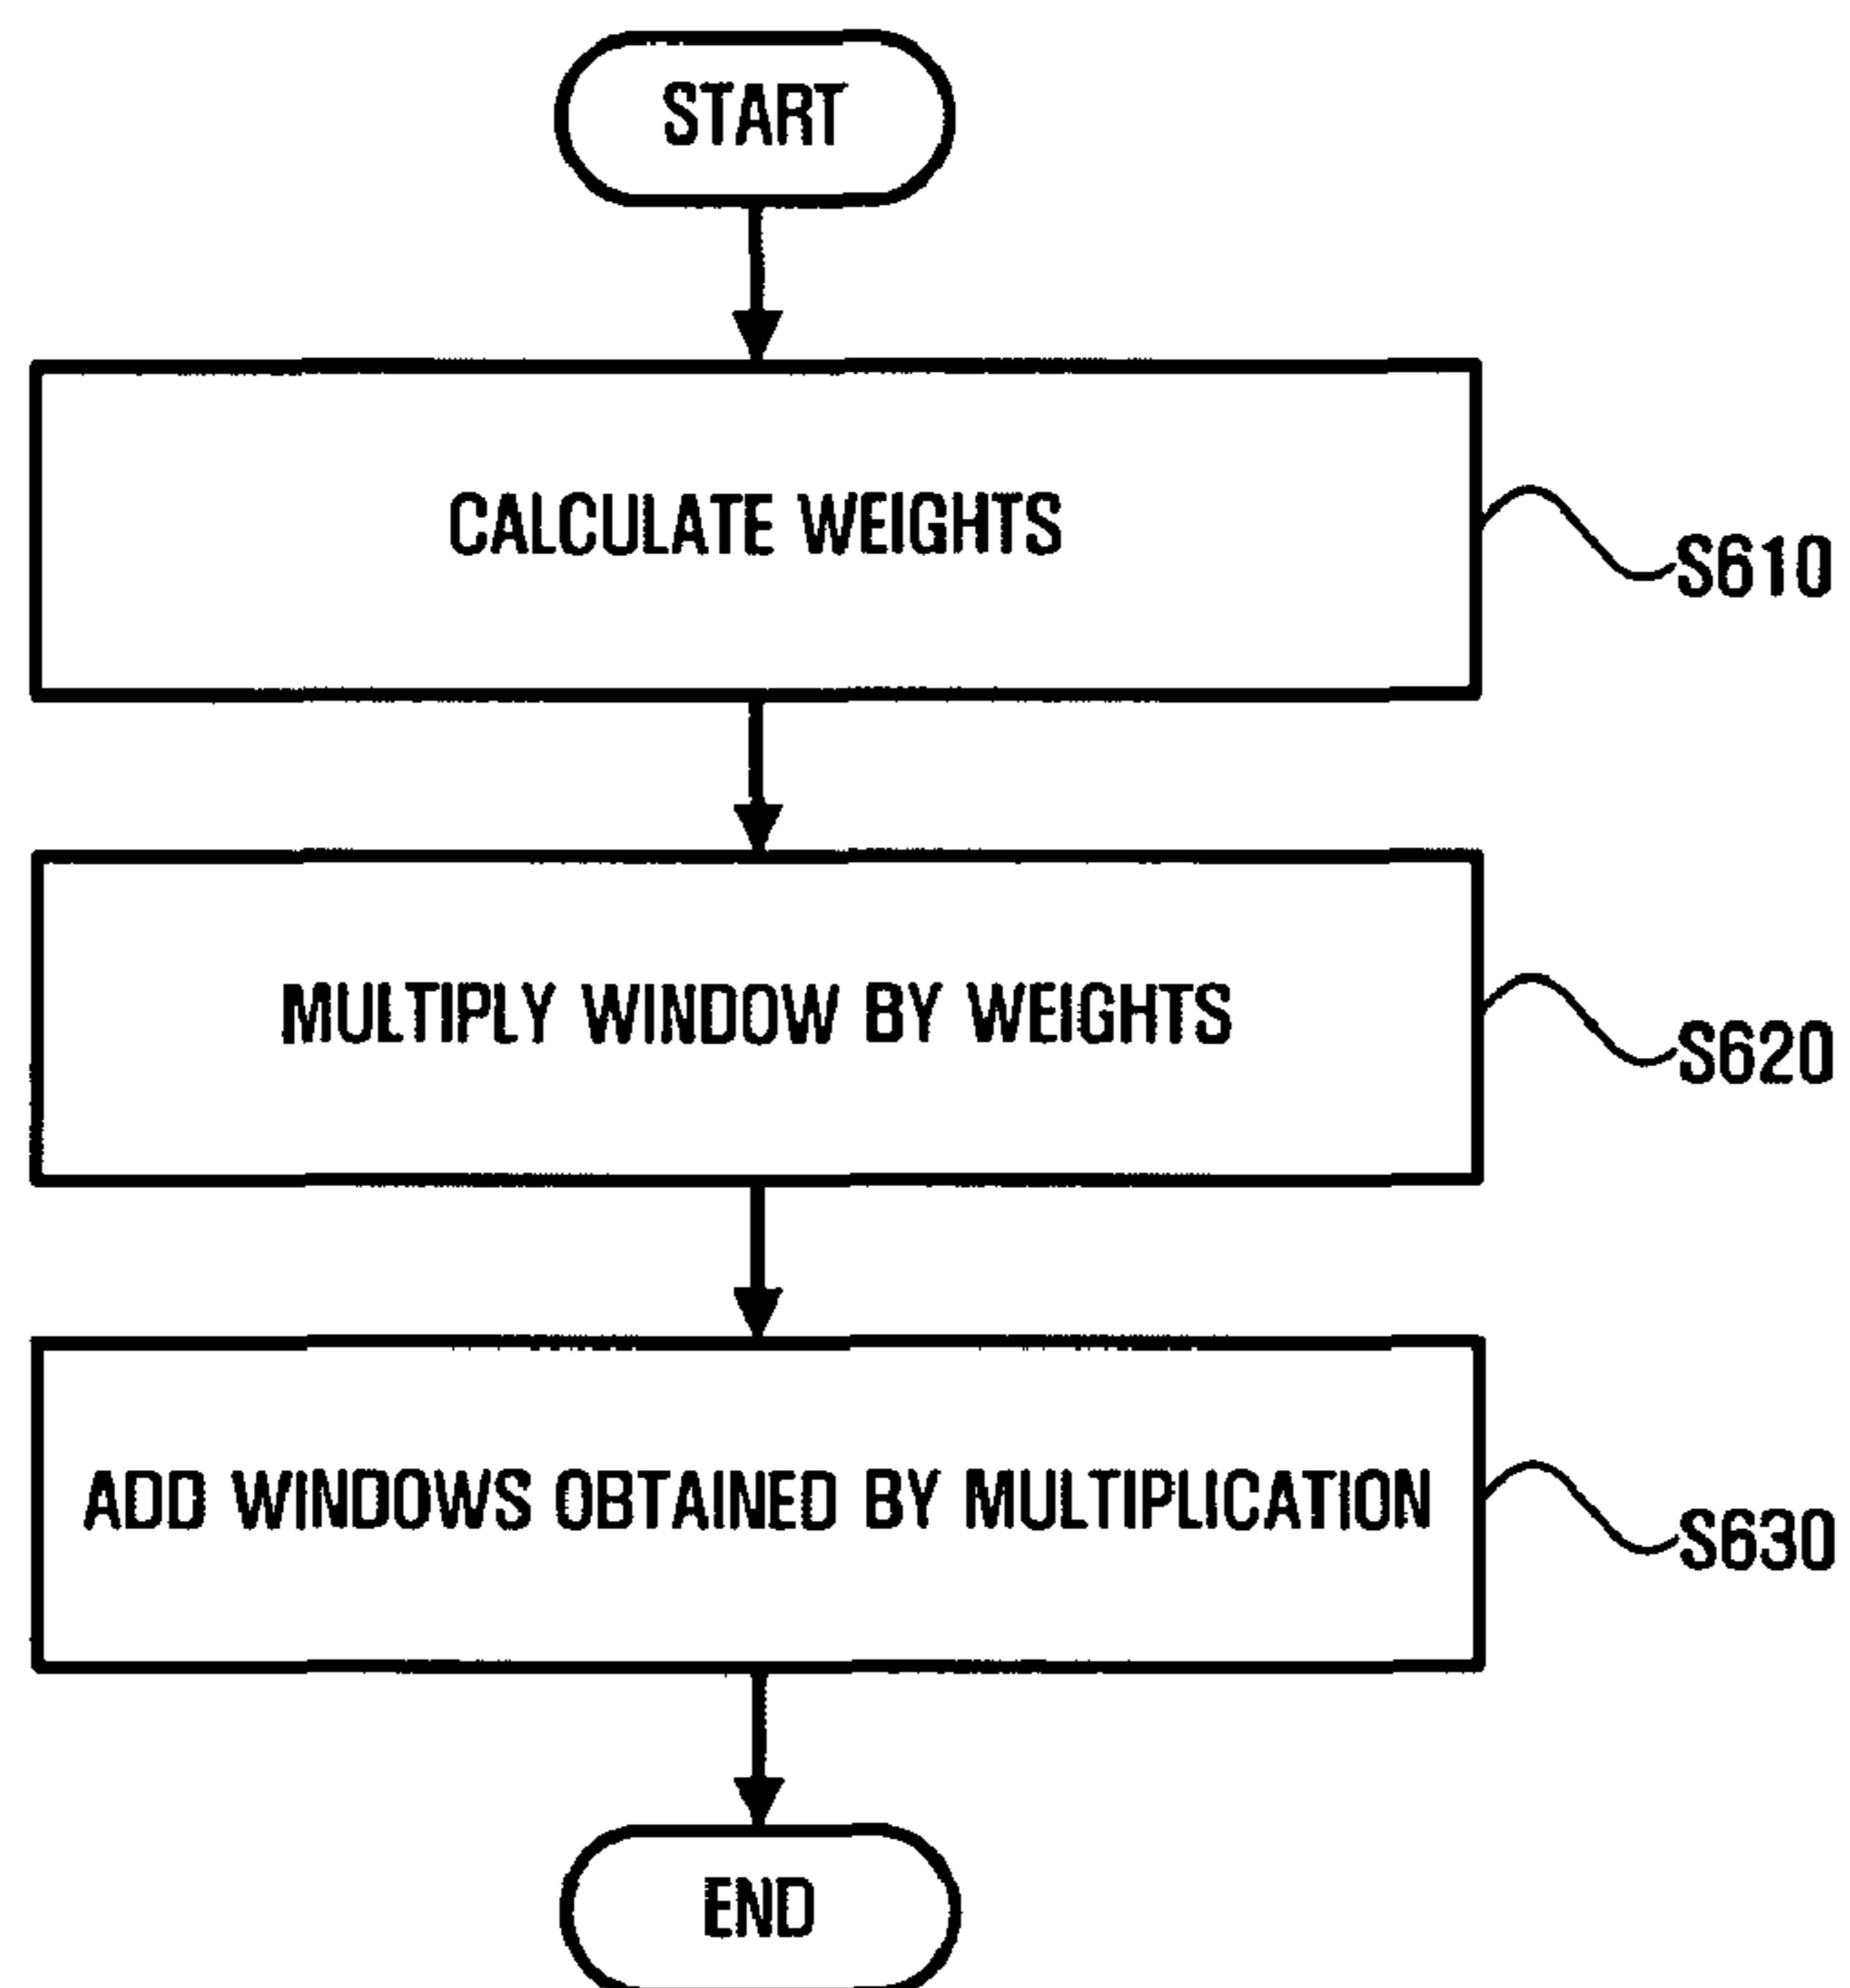 START
CALCULATE WEIGHTS
S610
MULTIPLY WINDOW BY WEIGHTS
S620
ADD WINDOWS OBTAINED BY MULTIPLICATION
S630
END